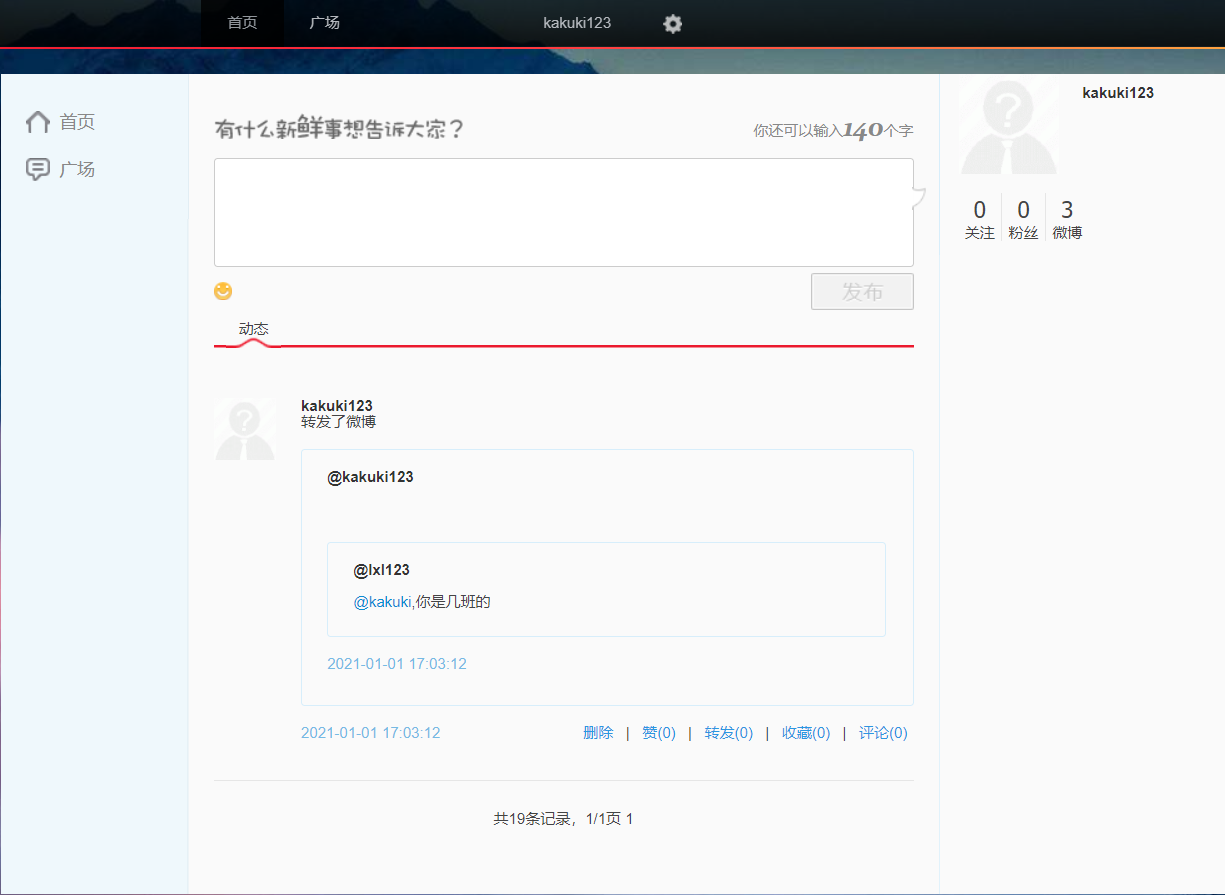 首页 广场 kakuki123
首页
广场
有什么新鲜事想告诉大家？
你还可以输入140个字
发布
动态
kakuki123
转发了微博
@kakuki123
@lxl123
@kakuki,你是几班的
2021-01-01 17:03:12
2021-01-01 17:03:12 删除 | 赞(0) | 转发(0) | 收藏(0) | 评论(0)
共19条记录，1/1页 1
kakuki123
0 0 3
关注 粉丝 微博